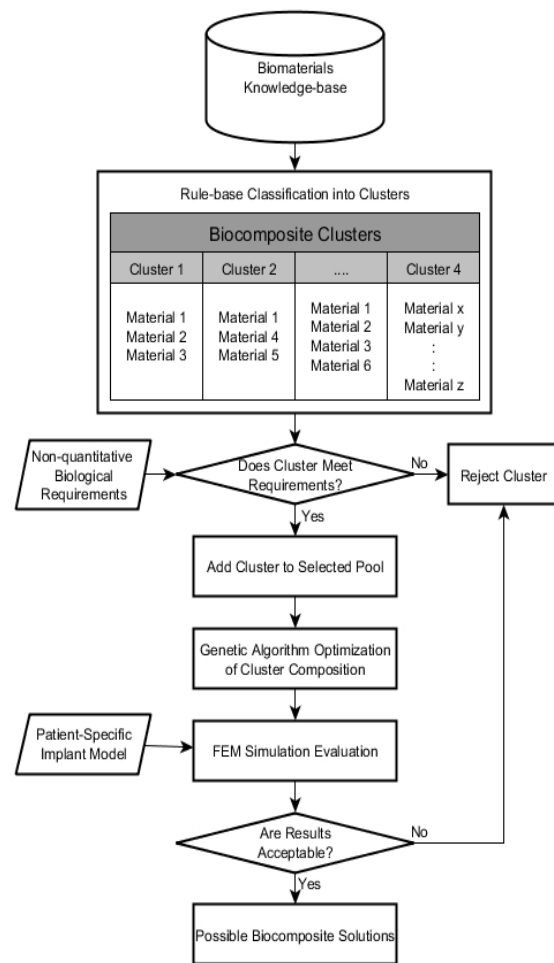 Biomaterials
Knowledge-base
Rule-base Classification into Clusters
Biocomposite Clusters
Cluster 1
Cluster 2
....
Cluster 4
Material 1
Material 2
Material 3
Material 1
Material 4
Material 5
Material 1
Material 2
Material 3
Material 6
Material x
Material y
:
:
Material z
Non-quantitative
Biological
Requirements
Does Cluster Meet
Requirements?
No
Reject Cluster
Yes
Add Cluster to Selected Pool
Genetic Algorithm Optimization
of Cluster Composition
Patient-Specific
Implant Model
FEM Simulation Evaluation
Are Results
Acceptable?
No
Yes
Possible Biocomposite Solutions